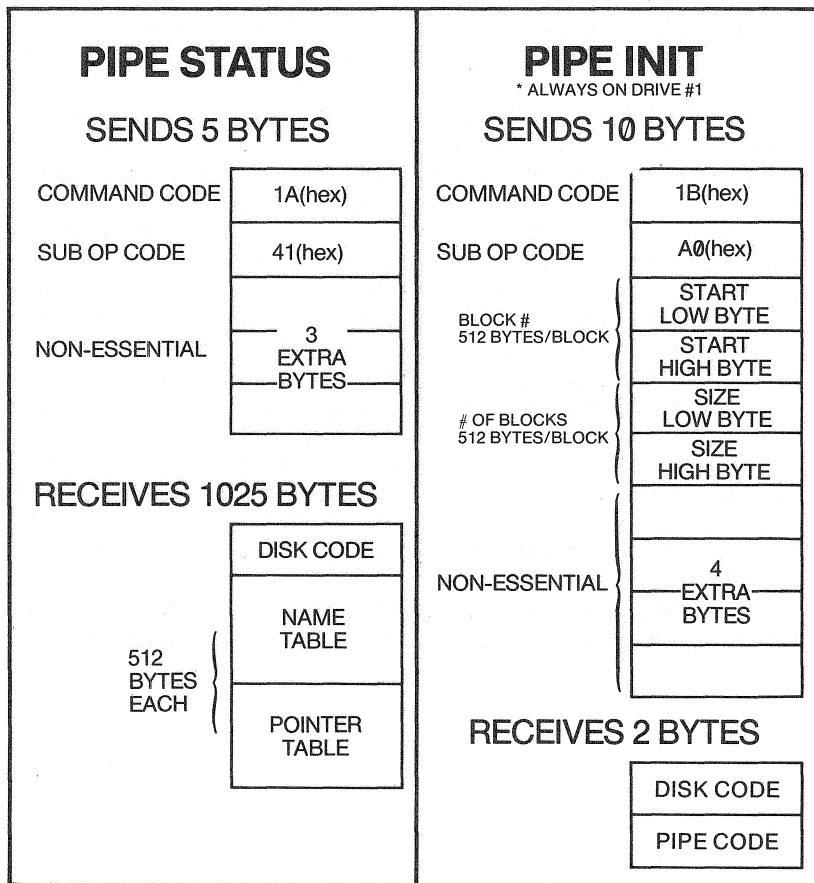 PIPE STATUS
SENDS 5 BYTES
COMMAND CODE 1A(hex)
SUB OP CODE 41(hex)
NON-ESSENTIAL
3
EXTRA
BYTES
RECEIVES 1025 BYTES
DISK CODE
NAME
TABLE
512
BYTES
EACH
POINTER
TABLE
PIPE INIT
* ALWAYS ON DRIVE #1
SENDS 10 BYTES
COMMAND CODE 1B(hex)
SUB OP CODE A0(hex)
BLOCK #
512 BYTES/BLOCK
START
LOW BYTE
START
HIGH BYTE
# OF BLOCKS
512 BYTES/BLOCK
SIZE
LOW BYTE
SIZE
HIGH BYTE
NON-ESSENTIAL
4
EXTRA
BYTES
RECEIVES 2 BYTES
DISK CODE
PIPE CODE